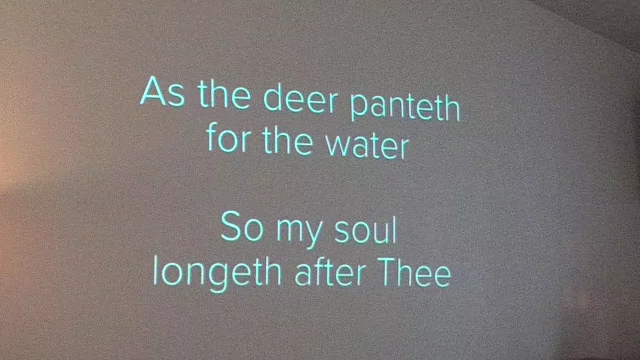 As the deer panteth
for the water
So my soul
longeth after Thee